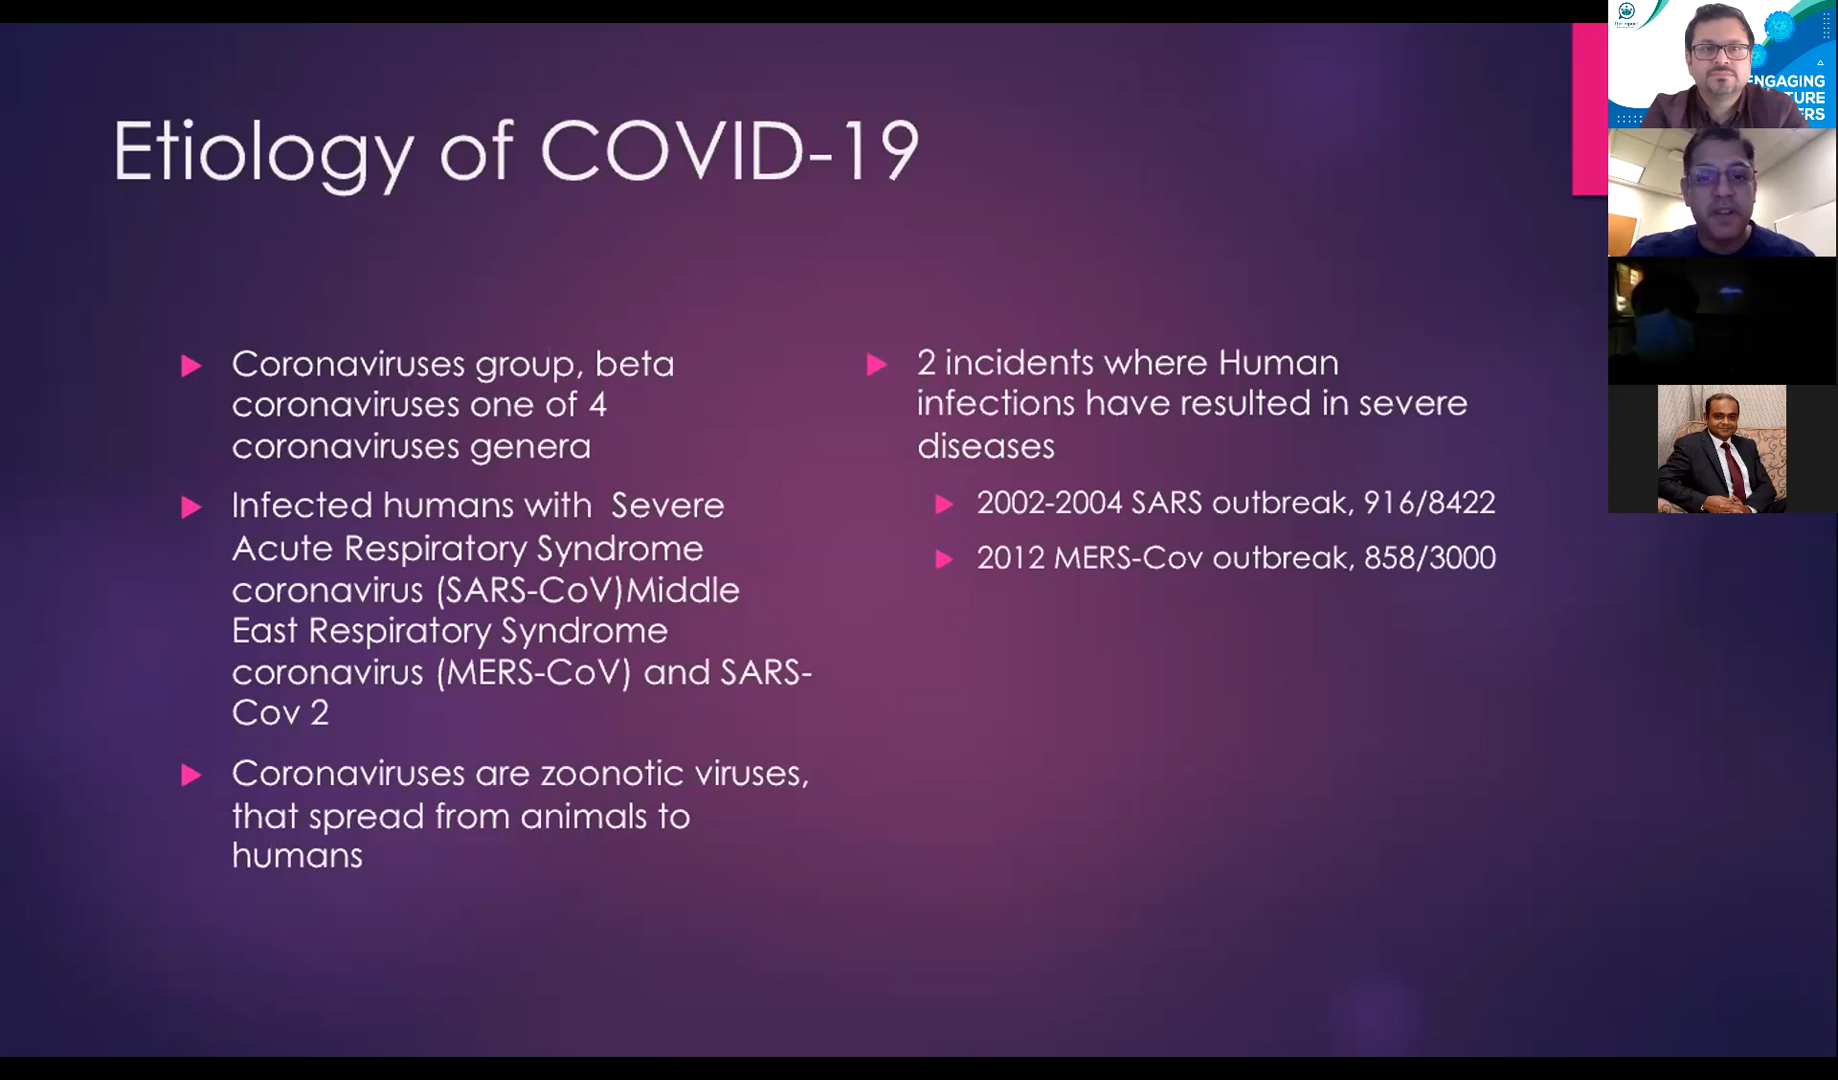 Etiology of COVID-19
Coronaviruses group, beta
coronaviruses one of 4
coronaviruses genera
Infected humans with Severe
Acute Respiratory Syndrome
coronavirus (SARS-CoV)Middle
East Respiratory Syndrome
coronavirus (MERS-CoV) and SARS-
Cov 2
Coronaviruses are zoonotic viruses,
that spread from animals to
humans
2 incidents where Human
infections have resulted in severe
diseases
2002-2004 SARS outbreak, 916/8422
2012 MERS-Cov outbreak, 858/3000
NGAGING
TURE
ERS